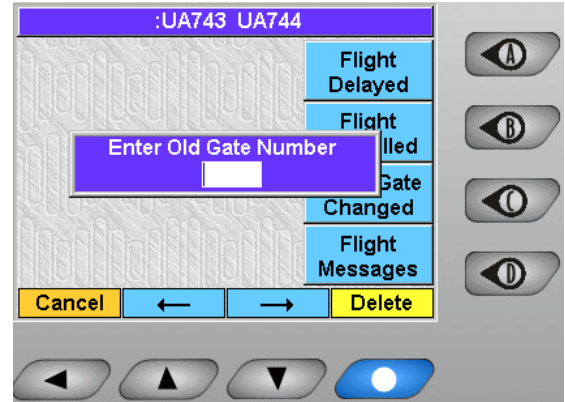 :UA743 UA744
Flight
Delayed
Flight
lled
Enter Old Gate Number
Gate
Changed
Flight
Messages
Cancel ← → Delete
A
B
C
D